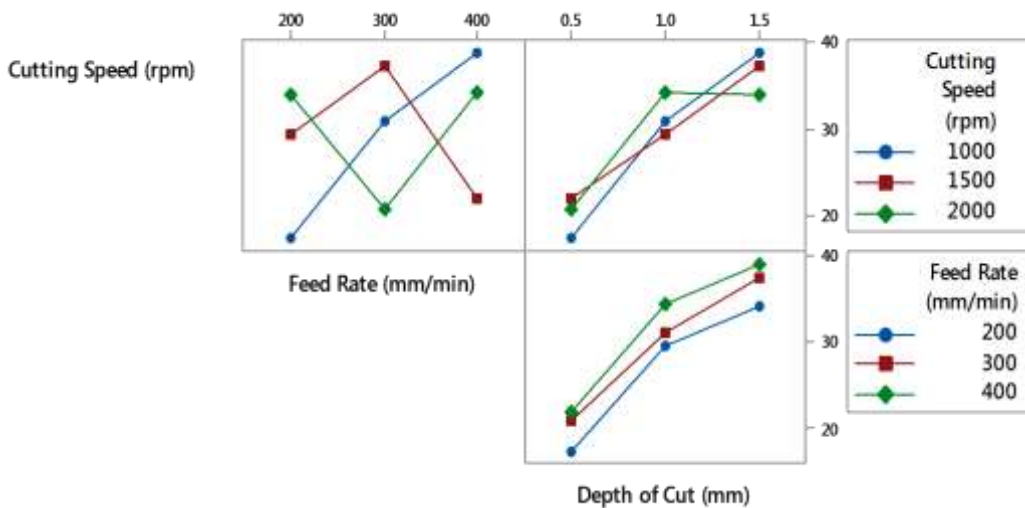 200 300 400 0.5 1.0 1.5
Cutting Speed (rpm)
40
30
20
Cutting
Speed
(rpm)
1000
1500
2000
Feed Rate (mm/min)
40
30
20
Feed Rate
(mm/min)
200
300
400
Depth of Cut (mm)